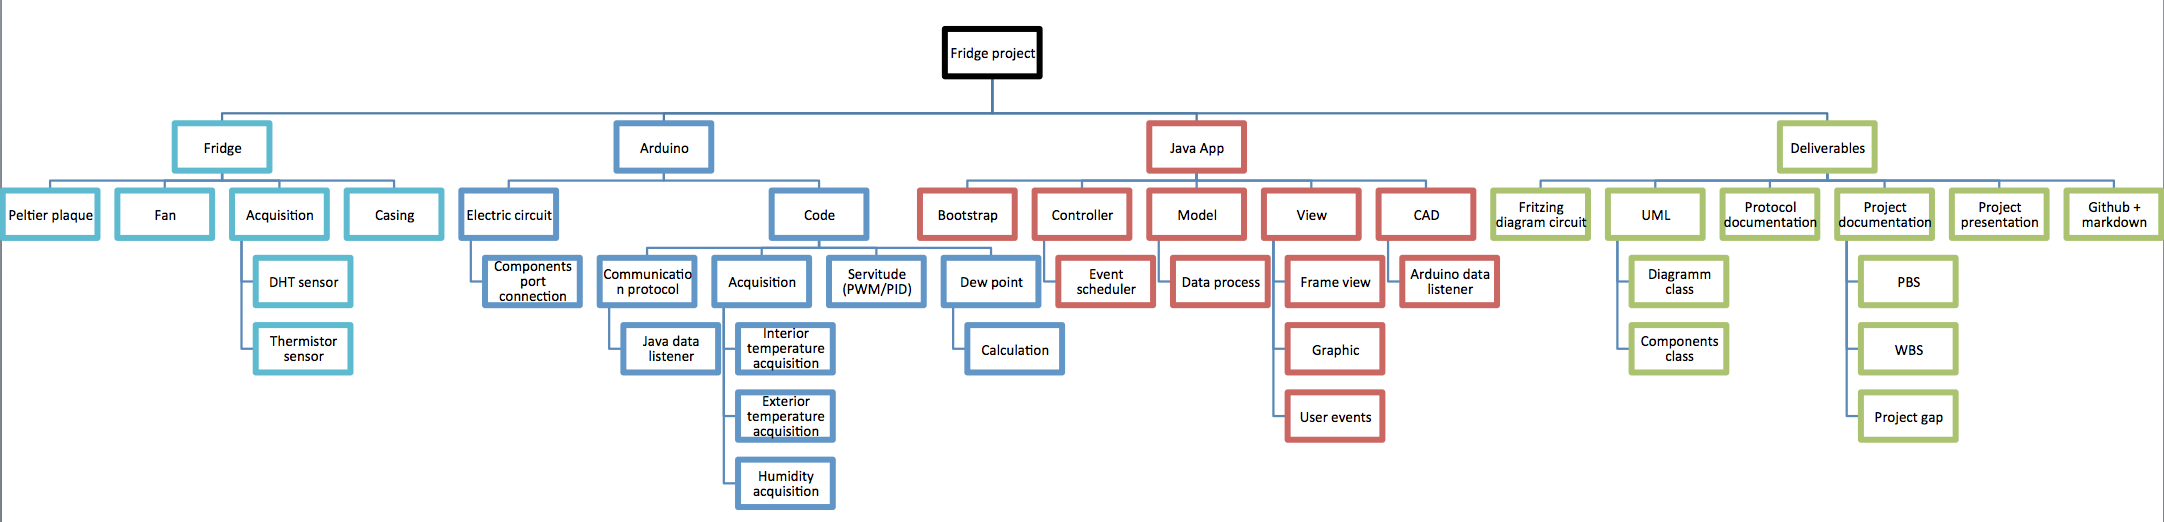 Fridge project
Fridge
Arduino
Java App
Deliverables
Peltier plaque
Fan
Acquisition
Casing
Electric circuit
Code
Bootstrap
Controller
Model
View
CAD
Fritzing
diagram circuit
UML
Protocol
documentation
Project
documentation
Project
presentation
Github +
markdown
DHT sensor
Components
port
connection
Communicatio
n protocol
Acquisition
Servitude
(PWM/PID)
Dew point
Event
scheduler
Data process
Frame view
Arduino data
listener
Diagramm
class
PBS
Thermistor
sensor
Java data
listener
Interior
temperature
acquisition
Calculation
Graphic
Components
class
WBS
Exterior
temperature
acquisition
User events
Project gap
Humidity
acquisition